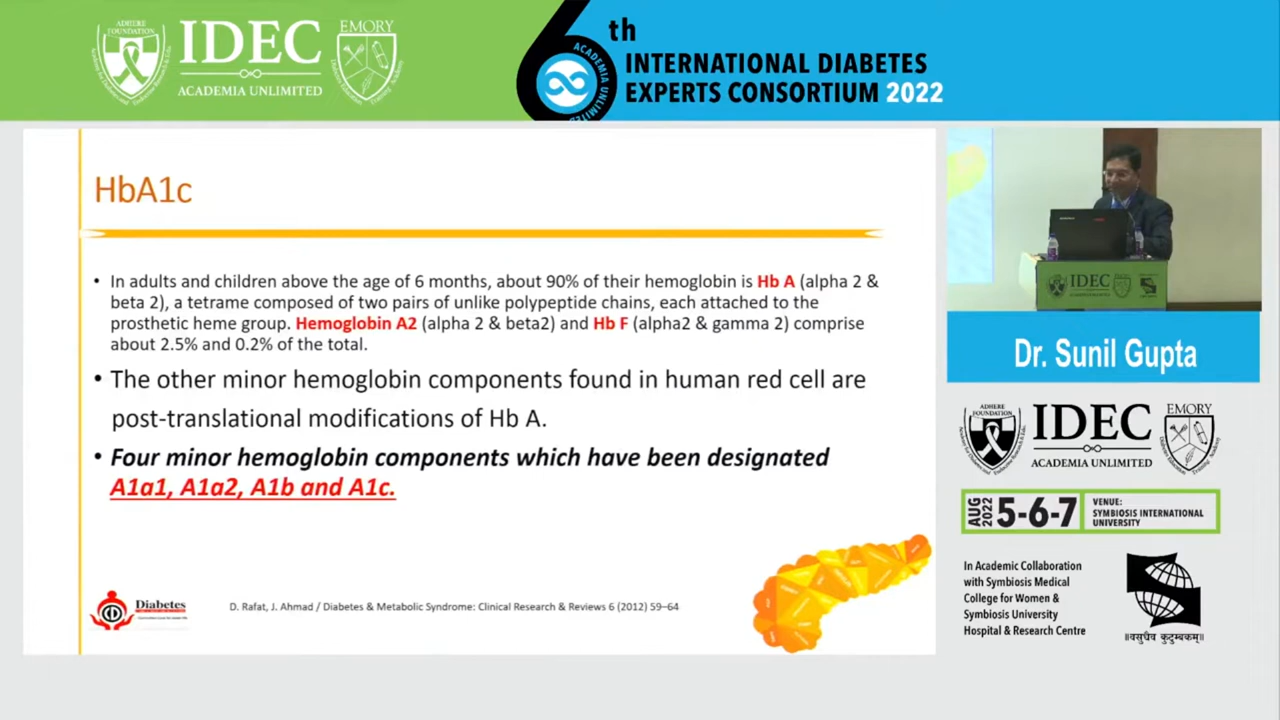 ADHERE
FOUNDATION
IDEC
ACADEMIA UNLIMITED
EMORY
6th
ACADEMIA UNLIMITED
INTERNATIONAL DIABETES
EXPERTS CONSORTIUM 2022
HbA1c
• In adults and children above the age of 6 months, about 90% of their hemoglobin is Hb A (alpha 2 &
beta 2), a tetrame composed of two pairs of unlike polypeptide chains, each attached to the
prosthetic heme group. Hemoglobin A2 (alpha 2 & beta2) and Hb F (alpha2 & gamma 2) comprise
about 2.5% and 0.2% of the total.
• The other minor hemoglobin components found in human red cell are
post-translational modifications of Hb A.
• Four minor hemoglobin components which have been designated
A1a1, A1a2, A1b and A1c.
Diabetes
D. Rafat, J. Ahmad / Diabetes & Metabolic Syndrome: Clinical Research & Reviews 6 (2012) 59–64
IDEC
Dr. Sunil Gupta
ADHERE
FOUNDATION
IDEC
ACADEMIA UNLIMITED
EMORY
AUG
2022
5-6-7
VENUE:
SYMBIOSIS INTERNATIONAL
UNIVERSITY
In Academic Collaboration
with Symbiosis Medical
College for Women &
Symbiosis University
Hospital & Research Centre
॥वसुधैव कुटुम्बकम्॥